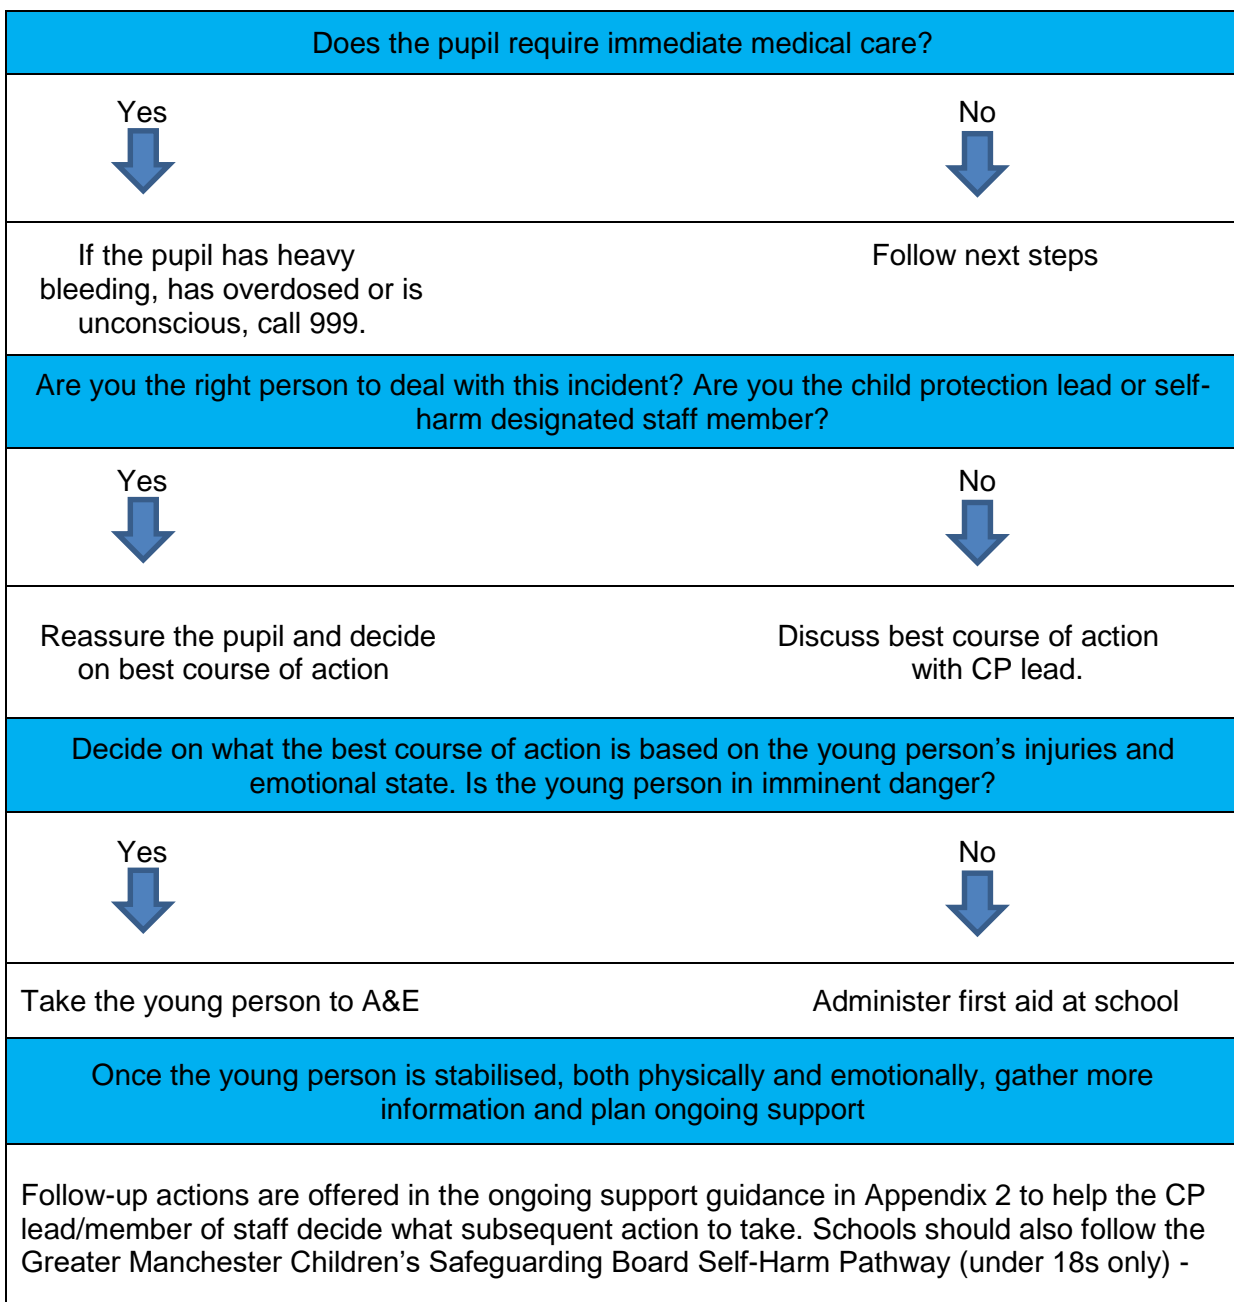 Does the pupil require immediate medical care?
Yes
No
If the pupil has heavy
bleeding, has overdosed or is
unconscious, call 999.
Follow next steps
Are you the right person to deal with this incident? Are you the child protection lead or self-
harm designated staff member?
Yes
No
Reassure the pupil and decide
on best course of action
Discuss best course of action
with CP lead.
Decide on what the best course of action is based on the young person’s injuries and
emotional state. Is the young person in imminent danger?
Yes
No
Take the young person to A&E
Administer first aid at school
Once the young person is stabilised, both physically and emotionally, gather more
information and plan ongoing support
Follow-up actions are offered in the ongoing support guidance in Appendix 2 to help the CP
lead/member of staff decide what subsequent action to take. Schools should also follow the
Greater Manchester Children’s Safeguarding Board Self-Harm Pathway (under 18s only) -